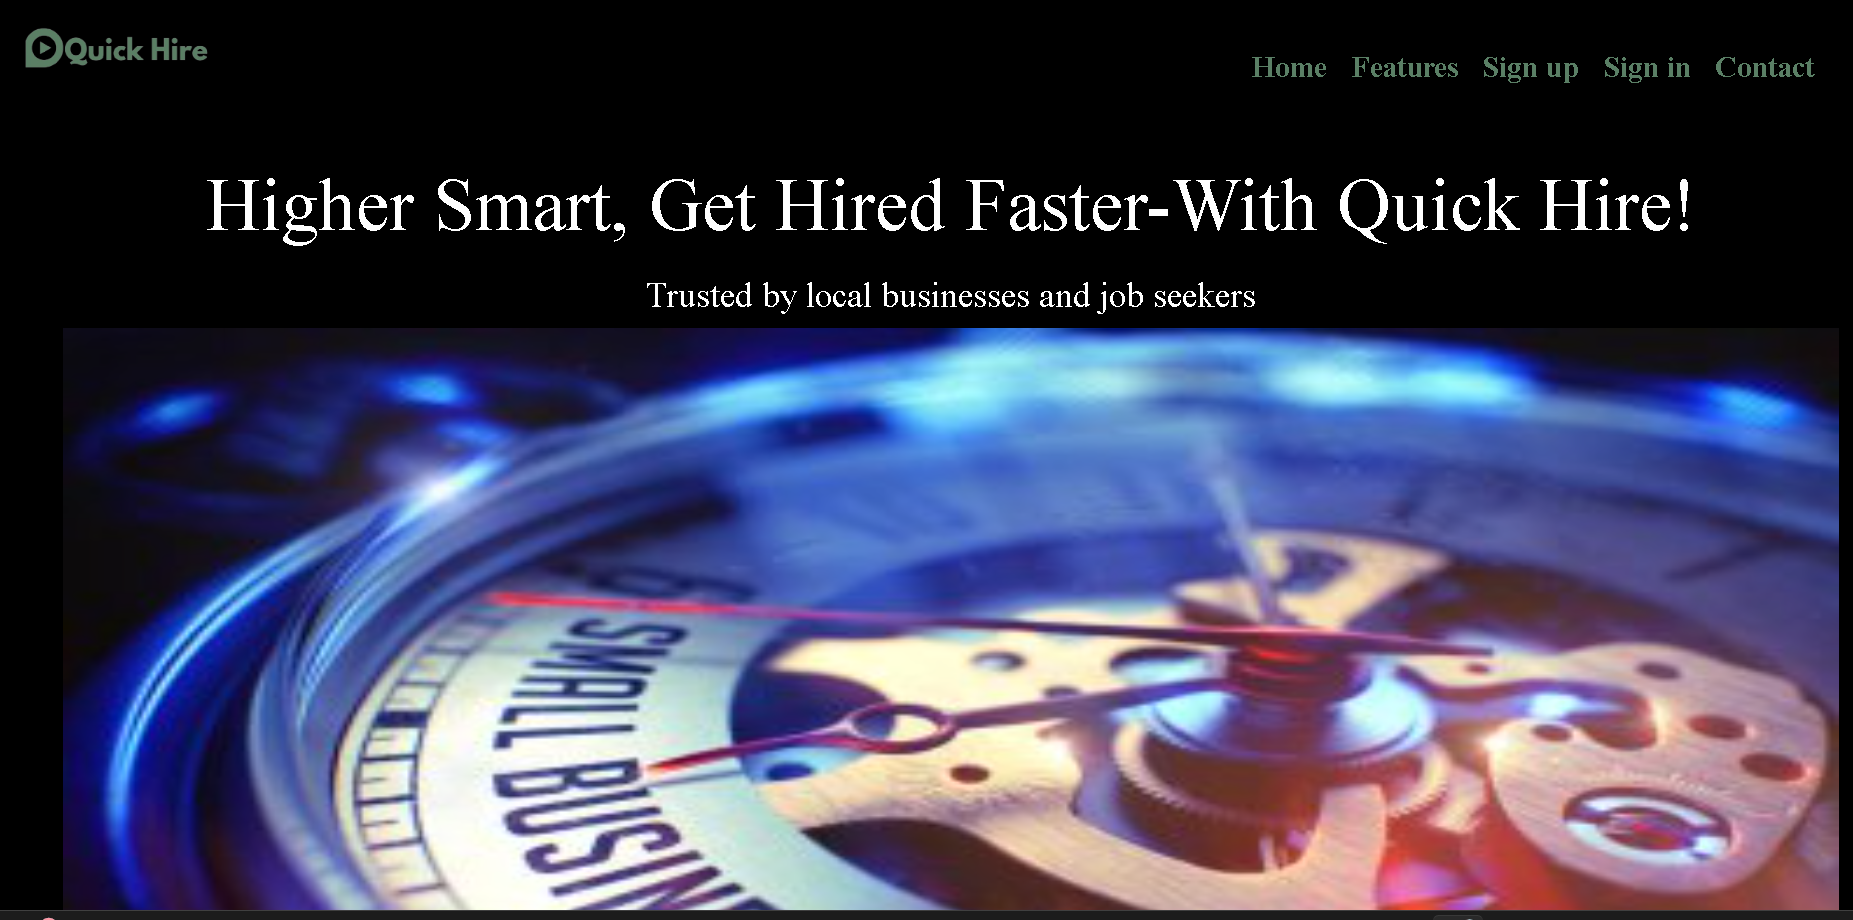 Quick Hire
Home Features Sign up Sign in Contact
Higher Smart, Get Hired Faster-With Quick Hire!
Trusted by local businesses and job seekers
6
SMALL